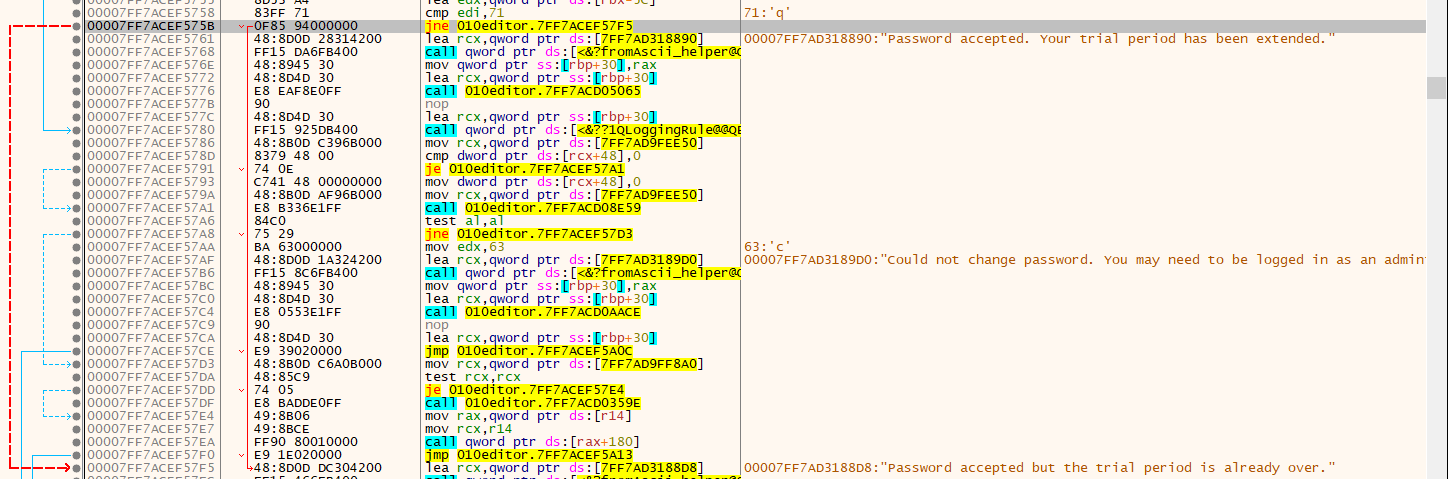 8D53 A4 lea edx,qword ptr ds:[rbx-5C]
00007FF7ACEF5758 83FF 71 cmp edi,71 71:'q'
00007FF7ACEF575B 0F85 94000000 jne 010editor.7FF7ACEF57F5
00007FF7ACEF5761 48:8D0D 28314200 lea rcx,qword ptr ds:[7FF7AD318890] 00007FF7AD318890:"Password accepted. Your trial period has been extended."
00007FF7ACEF5768 FF15 DA6FB400 call qword ptr ds:[<&?fromAscii_helper@Q
00007FF7ACEF576E 48:8945 30 mov qword ptr ss:[rbp+30],rax
00007FF7ACEF5772 48:8D4D 30 lea rcx,qword ptr ss:[rbp+30]
00007FF7ACEF5776 E8 EAF8E0FF call 010editor.7FF7ACD05065
00007FF7ACEF577B 90 nop
00007FF7ACEF577C 48:8D4D 30 lea rcx,qword ptr ss:[rbp+30]
00007FF7ACEF5780 FF15 925DB400 call qword ptr ds:[<&??1QLoggingRule@@QE
00007FF7ACEF5786 48:8B0D C396B000 mov rcx,qword ptr ds:[7FF7AD9FEE50]
00007FF7ACEF578D 8379 48 00 cmp dword ptr ds:[rcx+48],0
00007FF7ACEF5791 74 0E je 010editor.7FF7ACEF57A1
00007FF7ACEF5793 C741 48 00000000 mov dword ptr ds:[rcx+48],0
00007FF7ACEF579A 48:8B0D AF96B000 mov rcx,qword ptr ds:[7FF7AD9FEE50]
00007FF7ACEF57A1 E8 B336E1FF call 010editor.7FF7ACD08E59
00007FF7ACEF57A6 84C0 test al,al
00007FF7ACEF57A8 75 29 jne 010editor.7FF7ACEF57D3
00007FF7ACEF57AA BA 63000000 mov edx,63 63:'c'
00007FF7ACEF57AF 48:8D0D 1A324200 lea rcx,qword ptr ds:[7FF7AD3189D0] 00007FF7AD3189D0:"Could not change password. You may need to be logged in as an admin
00007FF7ACEF57B6 FF15 8C6FB400 call qword ptr ds:[<&?fromAscii_helper@Q
00007FF7ACEF57BC 48:8945 30 mov qword ptr ss:[rbp+30],rax
00007FF7ACEF57C0 48:8D4D 30 lea rcx,qword ptr ss:[rbp+30]
00007FF7ACEF57C4 E8 0553E1FF call 010editor.7FF7ACD0AACE
00007FF7ACEF57C9 90 nop
00007FF7ACEF57CA 48:8D4D 30 lea rcx,qword ptr ss:[rbp+30]
00007FF7ACEF57CE E9 39020000 jmp 010editor.7FF7ACEF5A0C
00007FF7ACEF57D3 48:8B0D C6A0B000 mov rcx,qword ptr ds:[7FF7AD9FF8A0]
00007FF7ACEF57DA 48:85C9 test rcx,rcx
00007FF7ACEF57DD 74 05 je 010editor.7FF7ACEF57E4
00007FF7ACEF57DF E8 BADDE0FF call 010editor.7FF7ACD0359E
00007FF7ACEF57E4 49:8B06 mov rax,qword ptr ds:[r14]
00007FF7ACEF57E7 49:8BCE mov rcx,r14
00007FF7ACEF57EA FF90 80010000 call qword ptr ds:[rax+180]
00007FF7ACEF57F0 E9 1E020000 jmp 010editor.7FF7ACEF5A13
00007FF7ACEF57F5 48:8D0D DC304200 lea rcx,qword ptr ds:[7FF7AD3188D8] 00007FF7AD3188D8:"Password accepted but the trial period is already over."